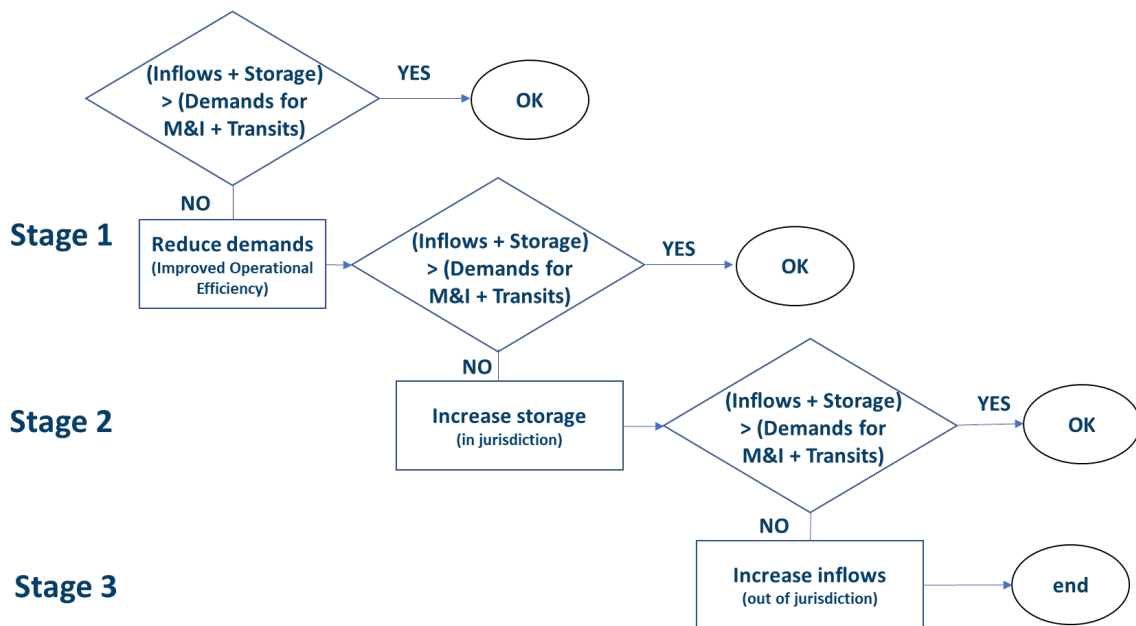 (Inflows + Storage)
> (Demands for
M&I + Transits)
YES
OK
NO
Stage 1
Reduce demands
(Improved Operational
Efficiency)
(Inflows + Storage)
> (Demands for
M&I + Transits)
YES
OK
NO
Stage 2
Increase storage
(in jurisdiction)
(Inflows + Storage)
> (Demands for
M&I + Transits)
YES
OK
NO
Stage 3
Increase inflows
(out of jurisdiction)
end